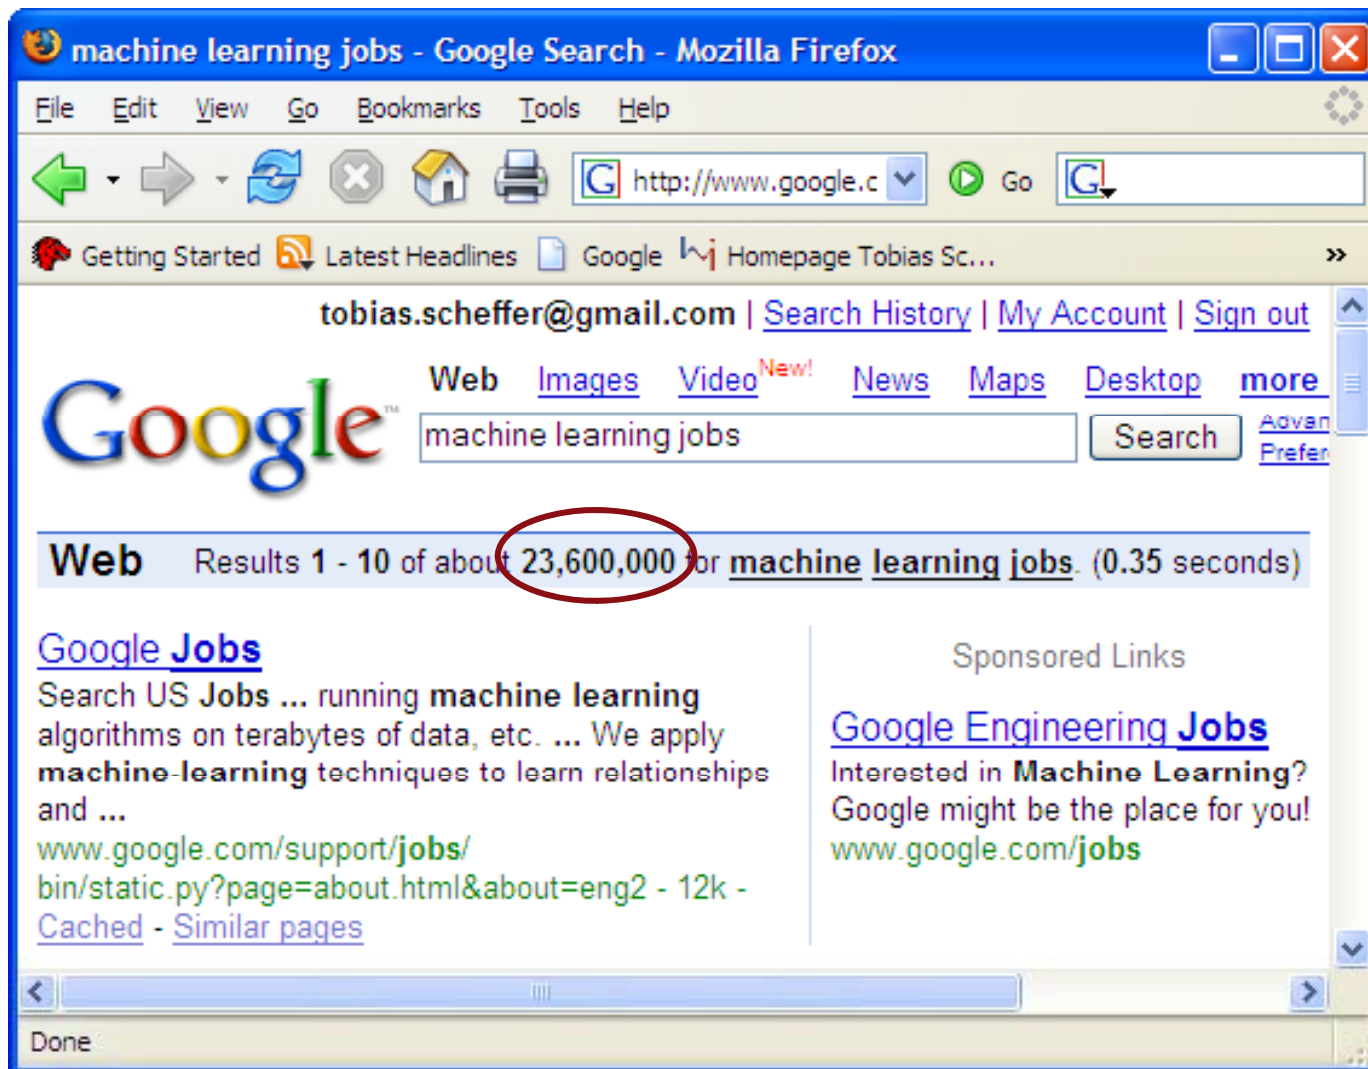 machine learning jobs - Google Search - Mozilla Firefox
File Edit View Go Bookmarks Tools Help
http://www.google.c Go
Getting Started Latest Headlines Google Homepage Tobias Sc... »
tobias.scheffer@gmail.com | Search History | My Account | Sign out
Google™
Web Images Video New! News Maps Desktop more
machine learning jobs Search
Advan
Prefer
Web Results 1 - 10 of about 23,600,000 for machine learning jobs. (0.35 seconds)
Google Jobs
Search US Jobs ... running machine learning
algorithms on terabytes of data, etc. ... We apply
machine-learning techniques to learn relationships
and ...
www.google.com/support/jobs/
bin/static.py?page=about.html&about=eng2 - 12k -
Cached - Similar pages
Sponsored Links
Google Engineering Jobs
Interested in Machine Learning?
Google might be the place for you!
www.google.com/jobs
Done